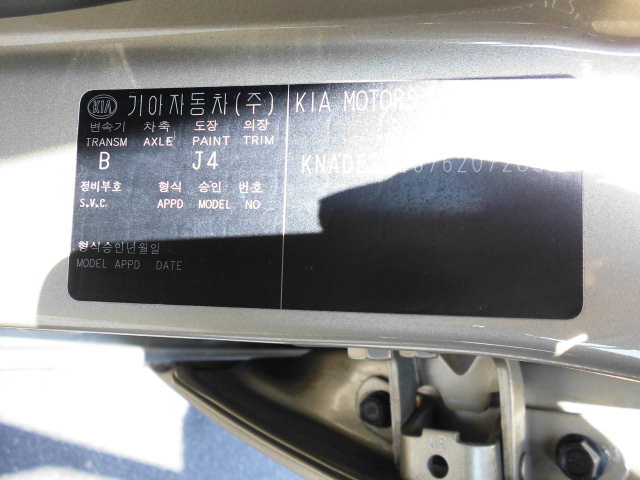 KIA 기아자동차(주) KIA MOTORS
변속기 차축 도장 의장
TRANSM AXLE PAINT TRIM
B J4
정비부호 형식 승인 번호
S.V.C APPD MODEL NO
형식승인년월일
MODEL APPD DATE